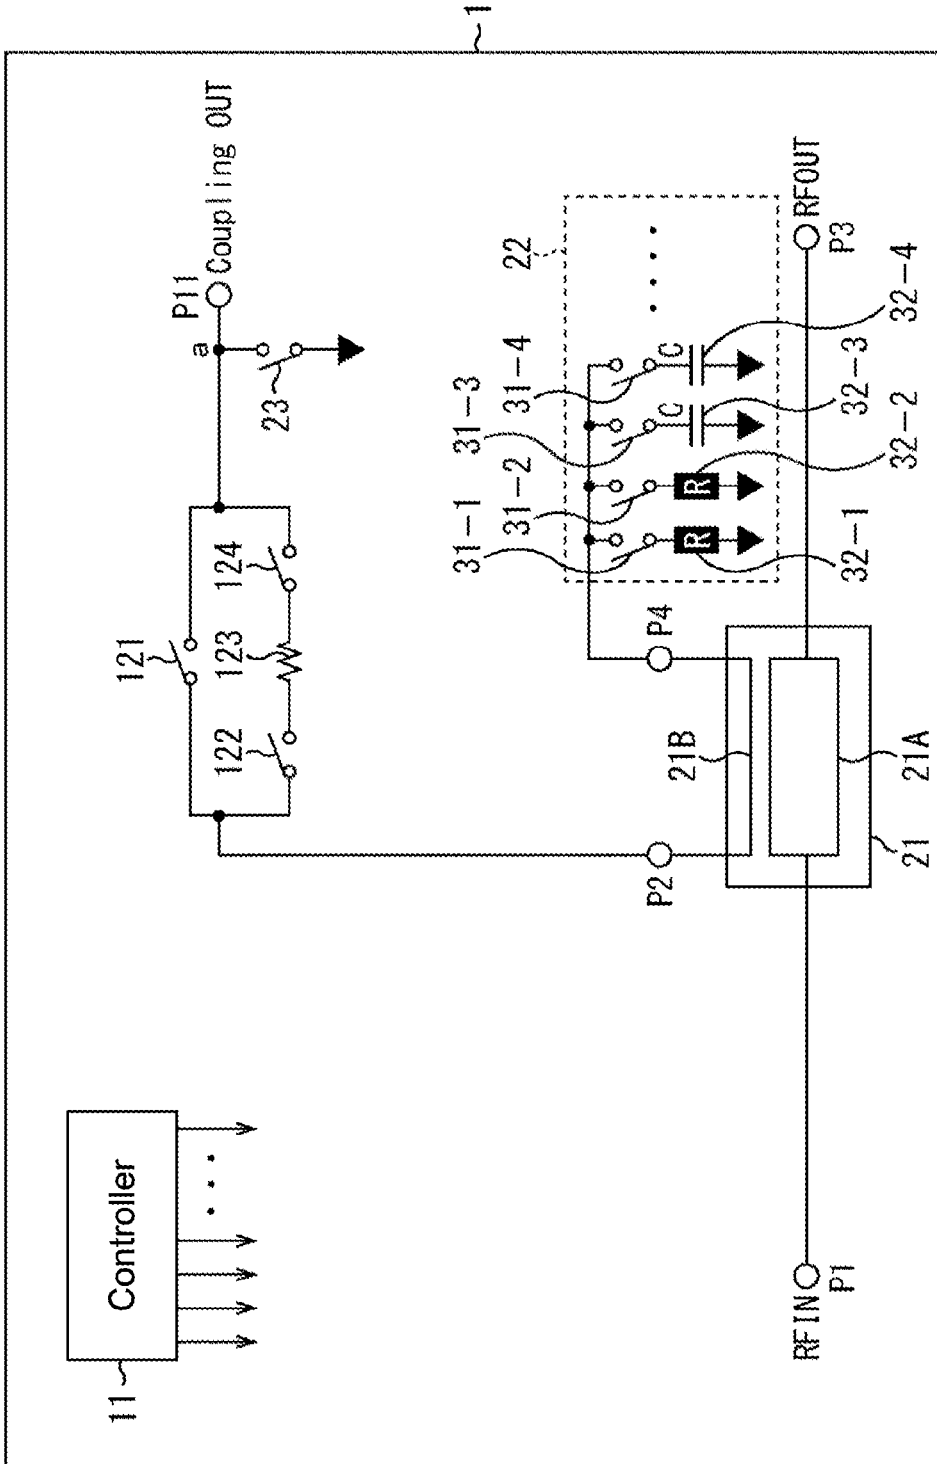 1
11
Controller
P11
Coupling OUT
a
23
121
122
123
124
22
31-1
31-2
31-3
31-4
R
R
C
C
32-1
32-2
32-3
32-4
P2
P4
21B
21A
21
RFIN
P1
RFOUT
P3